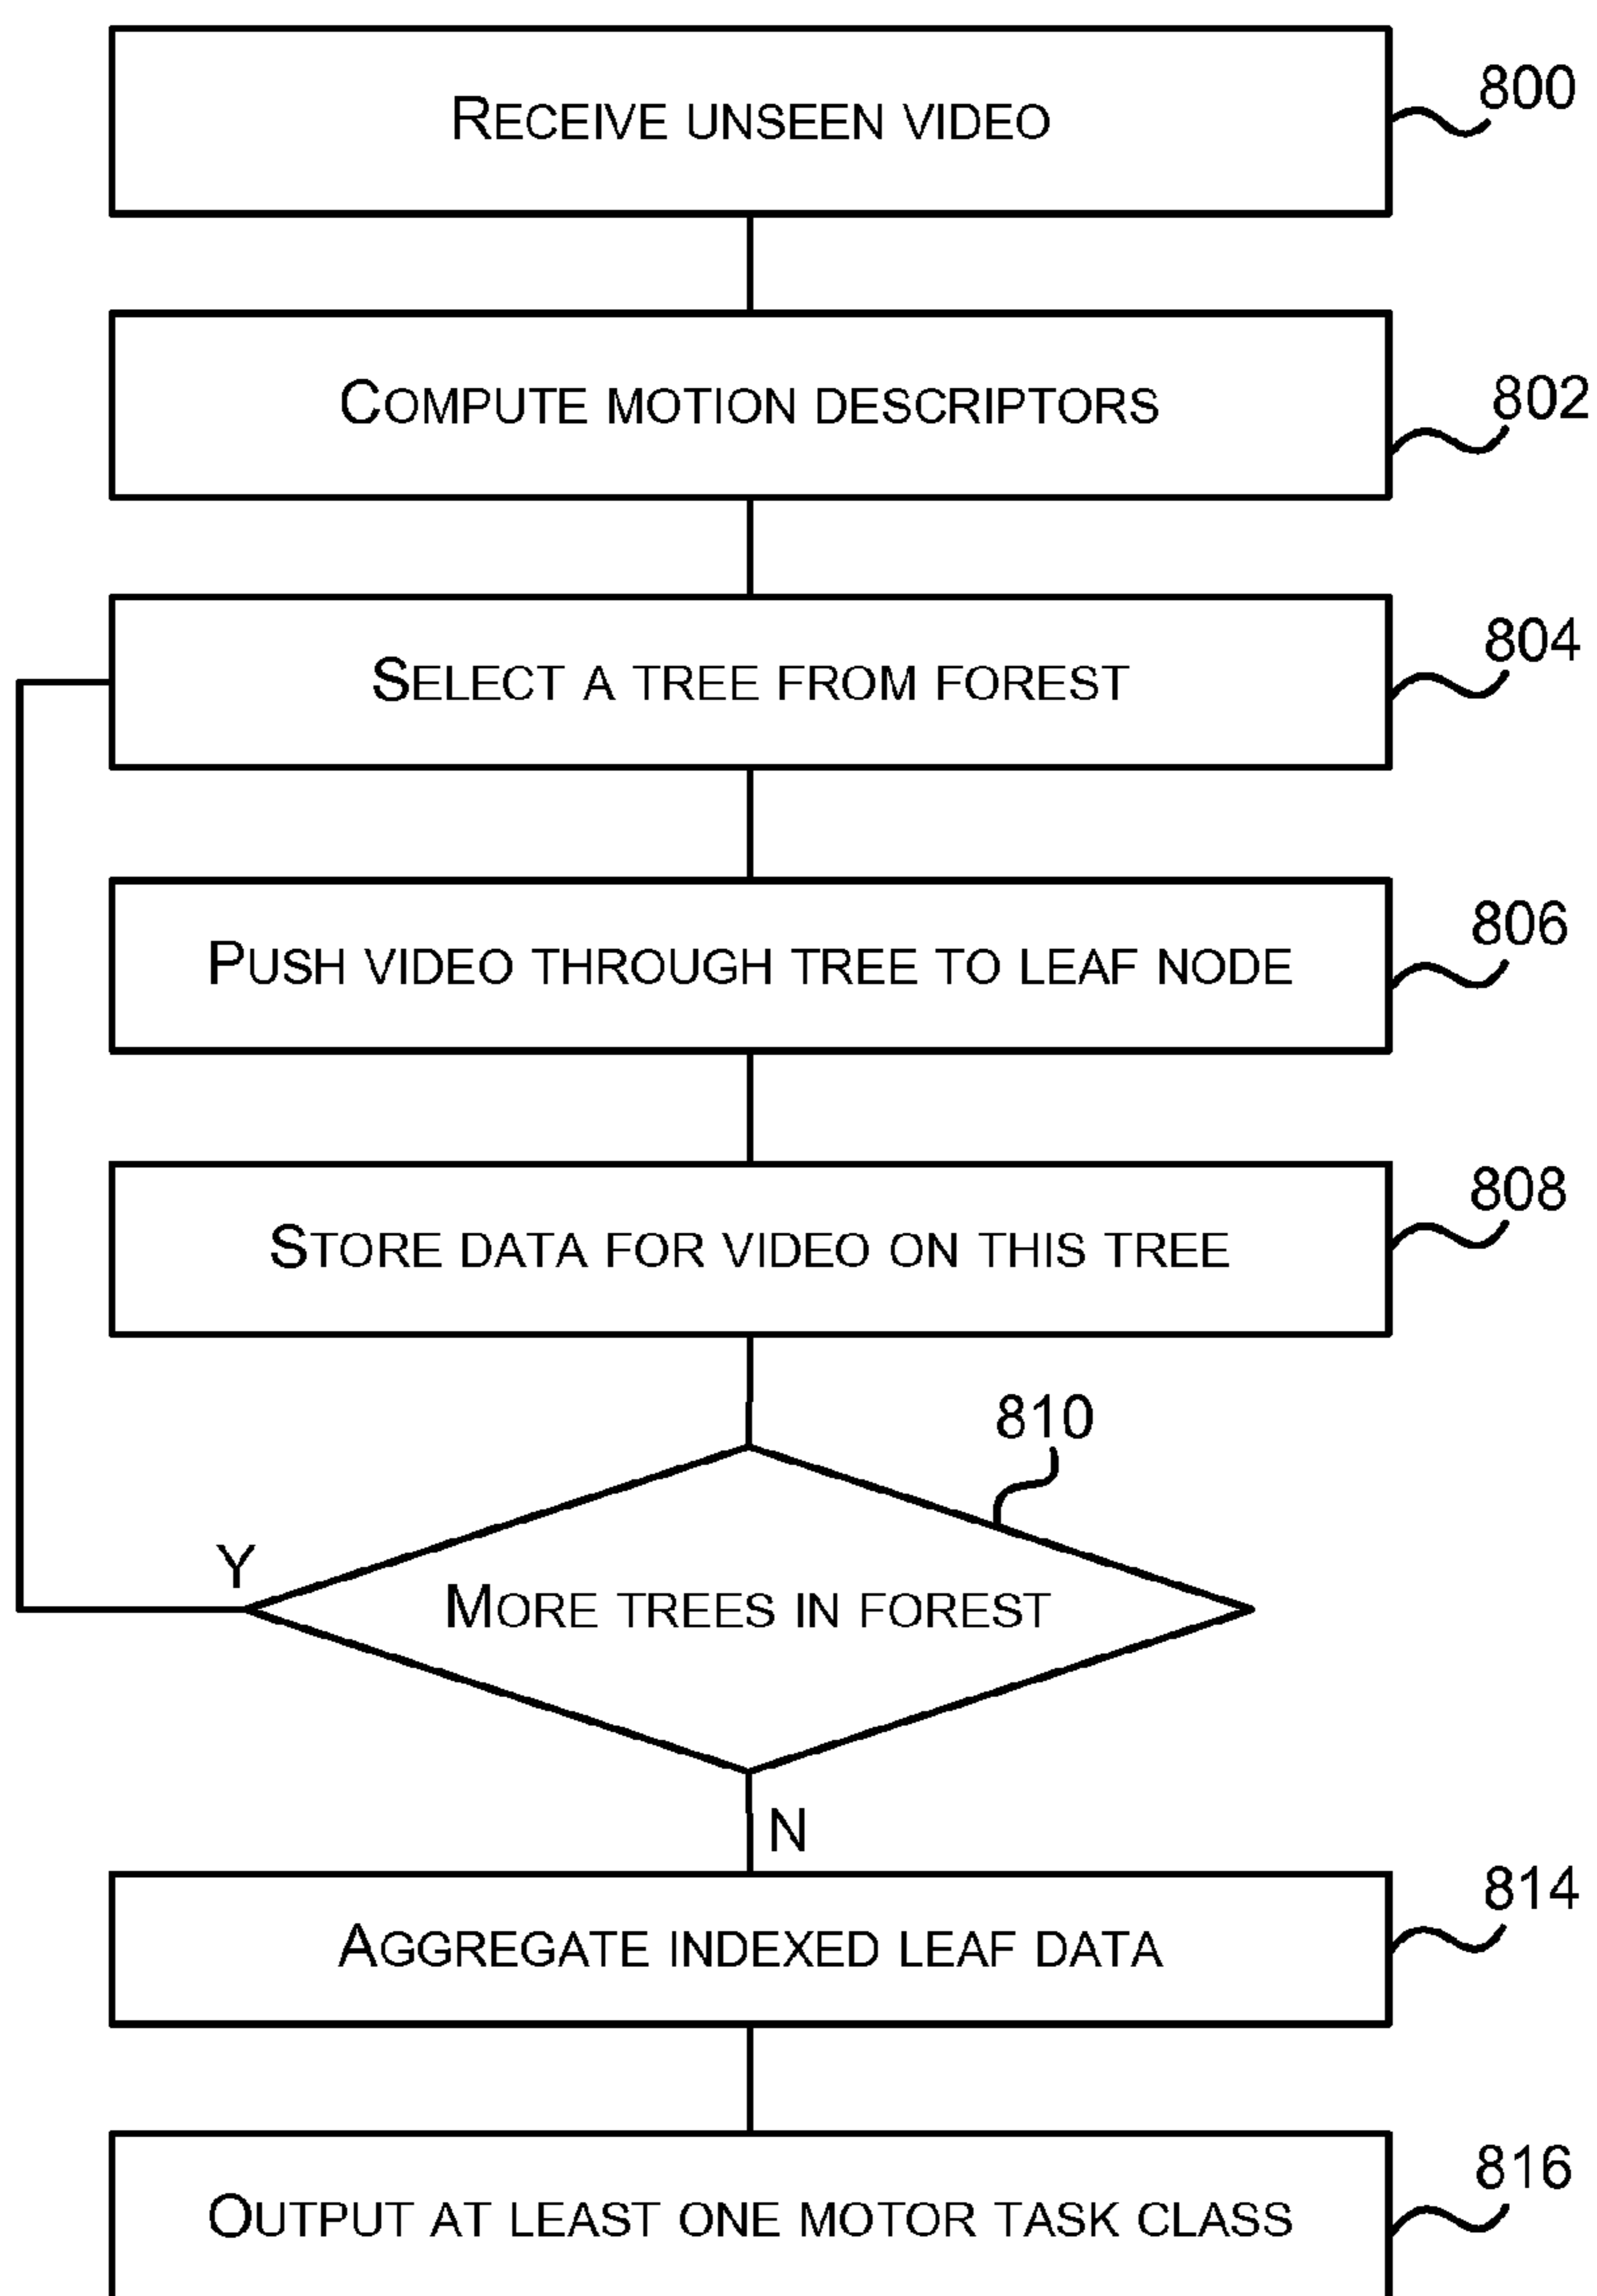 RECEIVE UNSEEN VIDEO
800
COMPUTE MOTION DESCRIPTORS
802
SELECT A TREE FROM FOREST
804
PUSH VIDEO THROUGH TREE TO LEAF NODE
806
STORE DATA FOR VIDEO ON THIS TREE
808
810
Y
MORE TREES IN FOREST
N
AGGREGATE INDEXED LEAF DATA
814
OUTPUT AT LEAST ONE MOTOR TASK CLASS
816